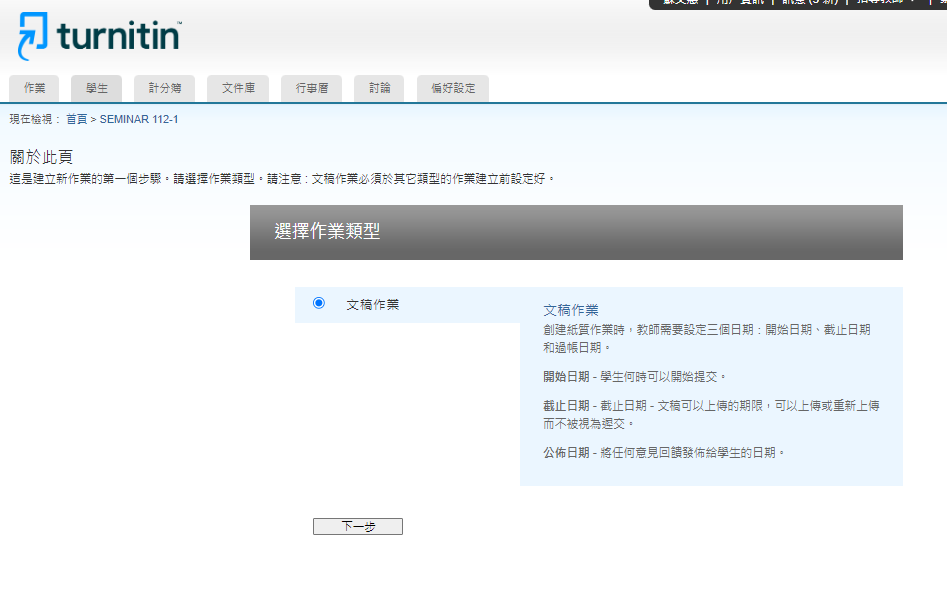 turnitin™
作業
學生
計分簿
文件庫
行事曆
討論
偏好設定
現在檢視： 首頁 > SEMINAR 112-1
關於此頁
這是建立新作業的第一個步驟。請選擇作業類型。請注意 : 文稿作業必須於其它類型的作業建立前設定好。
選擇作業類型
文稿作業
文稿作業
創建紙質作業時，教師需要設定三個日期：開始日期、截止日期
和過帳日期。
開始日期 - 學生何時可以開始提交。
截止日期 - 截止日期 - 文稿可以上傳的期限，可以上傳或重新上傳
而不被視為遲交。
公佈日期 - 將任何意見回饋發佈給學生的日期。
下一步